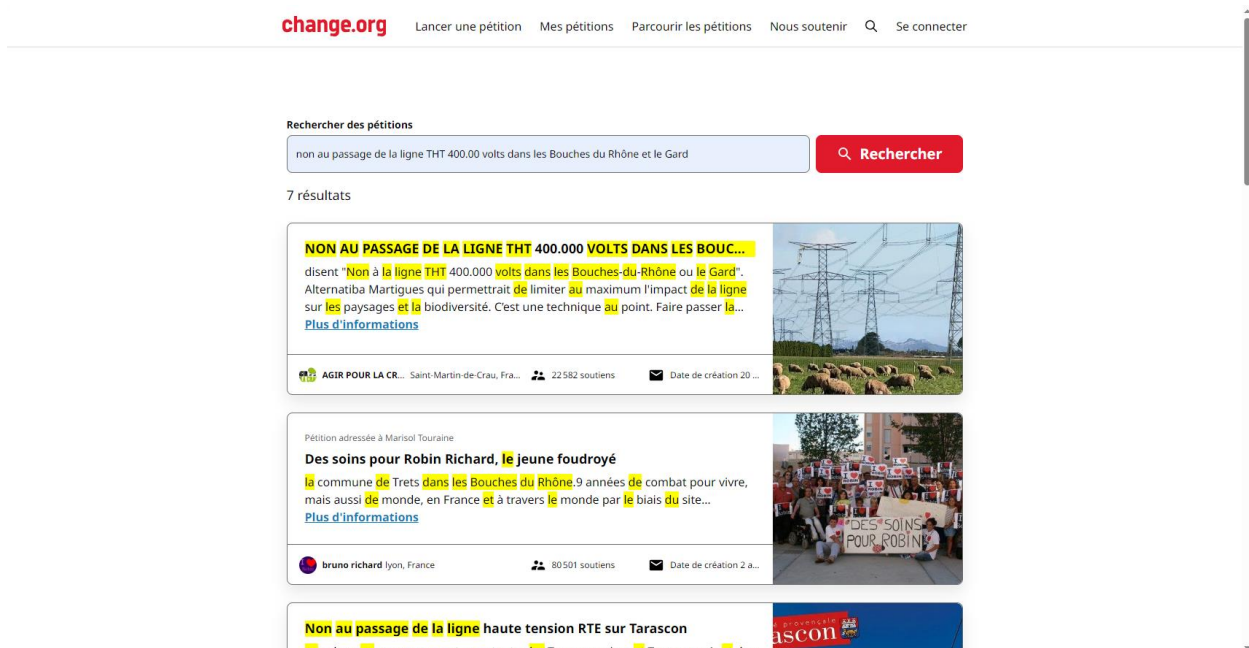 change.org
Lancer une pétition
Mes pétitions
Parcourir les pétitions
Nous soutenir
Se connecter
Rechercher des pétitions
non au passage de la ligne THT 400.00 volts dans les Bouches du Rhône et le Gard
Rechercher
7 résultats
NON AU PASSAGE DE LA LIGNE THT 400.000 VOLTS DANS LES BOUC...
disent "Non à la ligne THT 400.000 volts dans les Bouches-du-Rhône ou le Gard".
Alternatiba Martigues qui permettrait de limiter au maximum l'impact de la ligne
sur les paysages et la biodiversité. C'est une technique au point. Faire passer la...
Plus d'informations
AGIR POUR LA CR... Saint-Martin-de-Crau, Fra... 22 582 soutiens Date de création 20 ...
Pétition adressée à Marisol Touraine
Des soins pour Robin Richard, le jeune foudroyé
la commune de Trets dans les Bouches du Rhône.9 années de combat pour vivre,
mais aussi de monde, en France et à travers le monde par le biais du site...
Plus d'informations
DES SOINS
POUR ROBIN
bruno richard lyon, France 80 501 soutiens Date de création 2 a...
Non au passage de la ligne haute tension RTE sur Tarascon
provençale
ascon